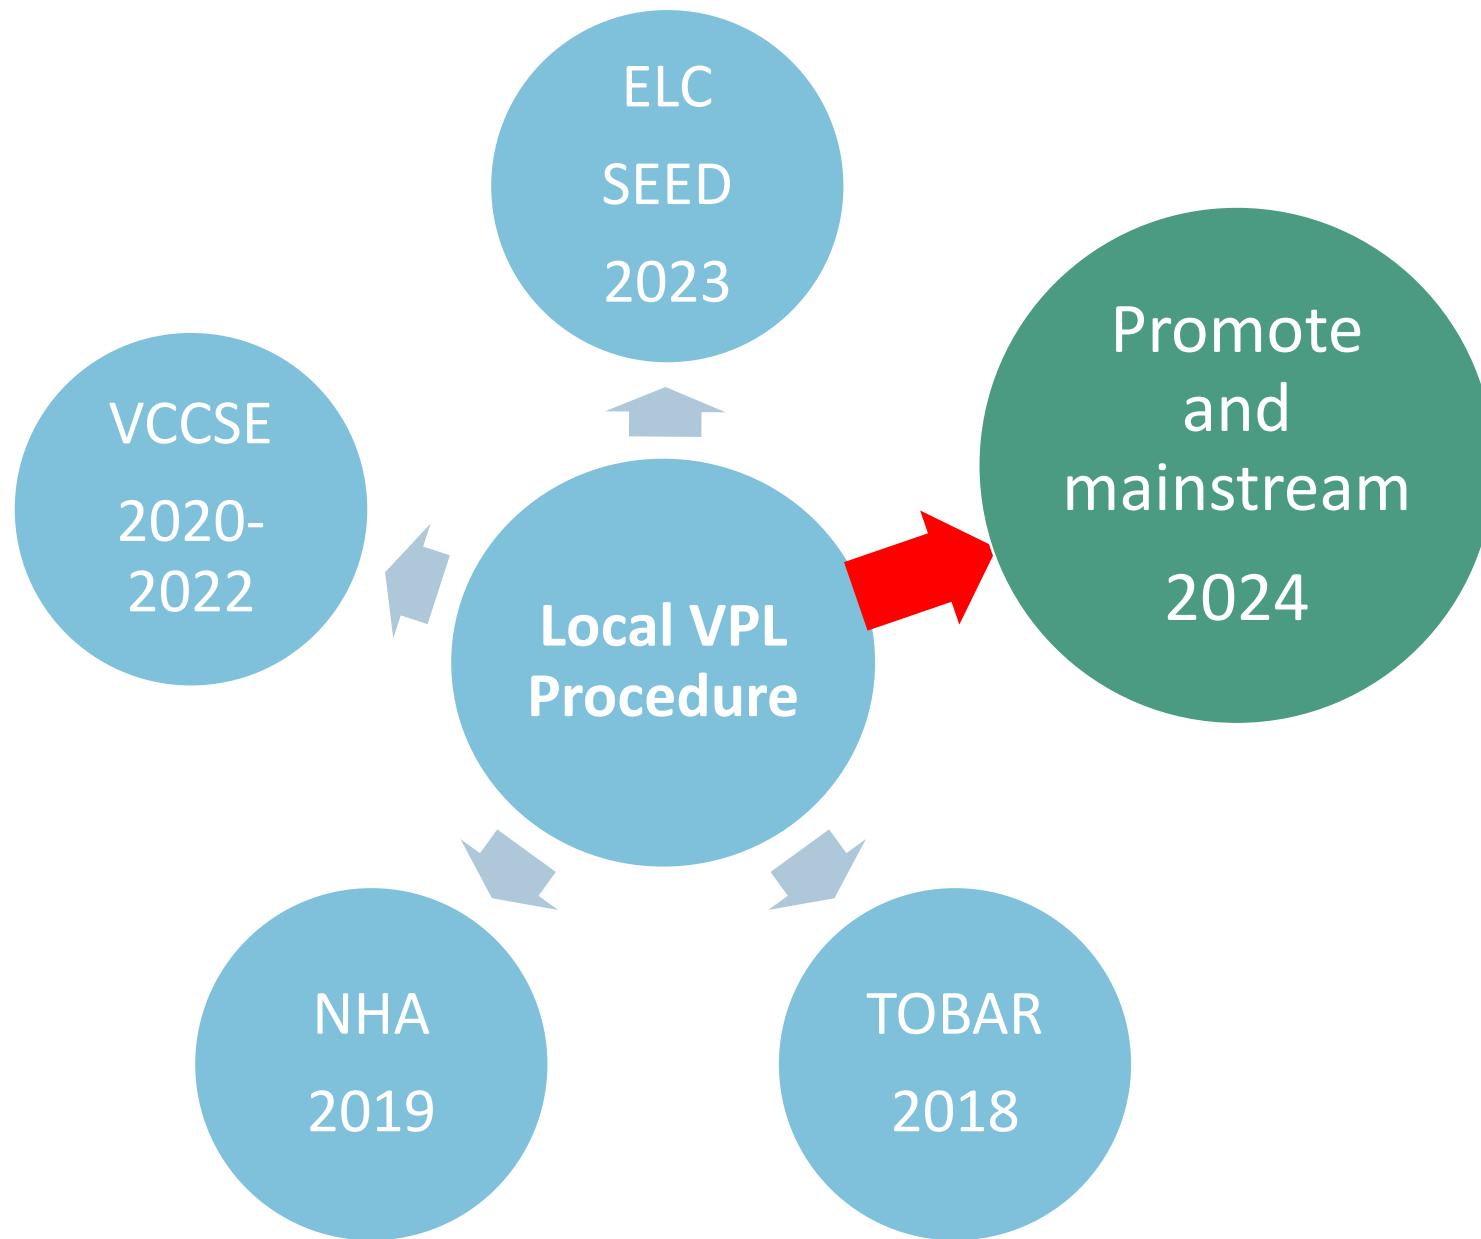 ELC
SEED
2023
Promote
and
mainstream
2024
VCCSE
2020-
2022
Local VPL
Procedure
NHA
2019
TOBAR
2018